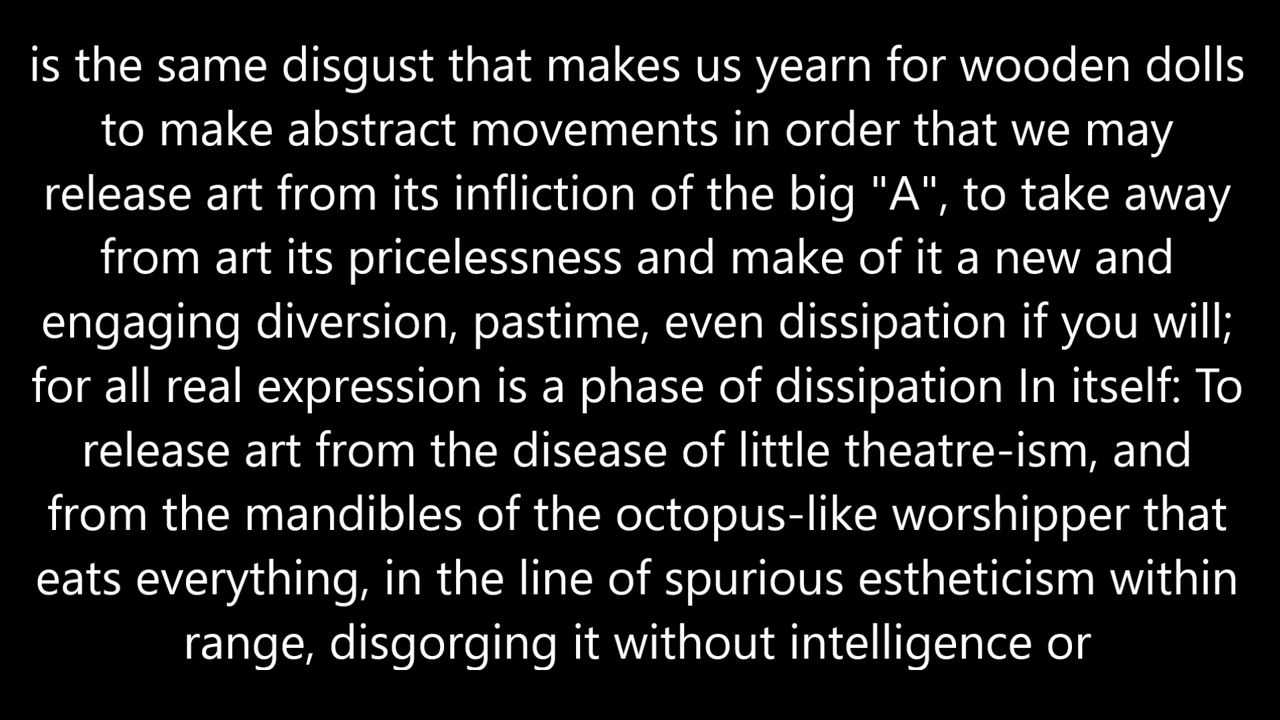 is the same disgust that makes us yearn for wooden dolls
to make abstract movements in order that we may
release art from its infliction of the big "A", to take away
from art its pricelessness and make of it a new and
engaging diversion, pastime, even dissipation if you will;
for all real expression is a phase of dissipation In itself: To
release art from the disease of little theatre-ism, and
from the mandibles of the octopus-like worshipper that
eats everything, in the line of spurious estheticism within
range, disgorging it without intelligence or